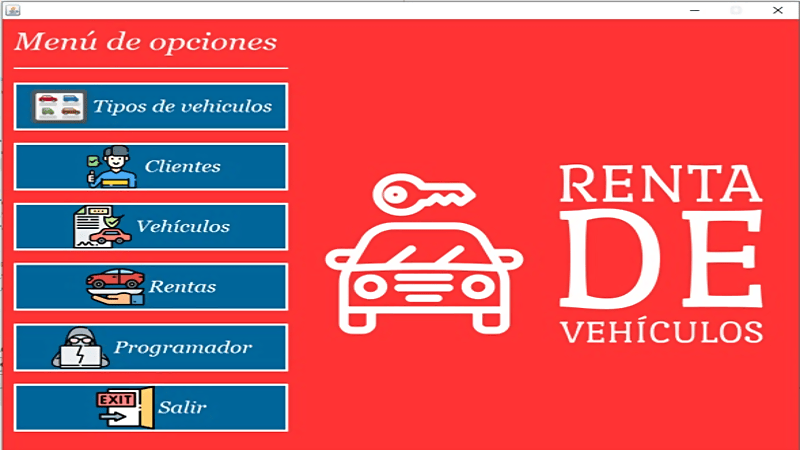 Menú de opciones
Tipos de vehiculos
Clientes
Vehículos
Rentas
Programador
EXIT
Salir
RENTA
DE
VEHÍCULOS